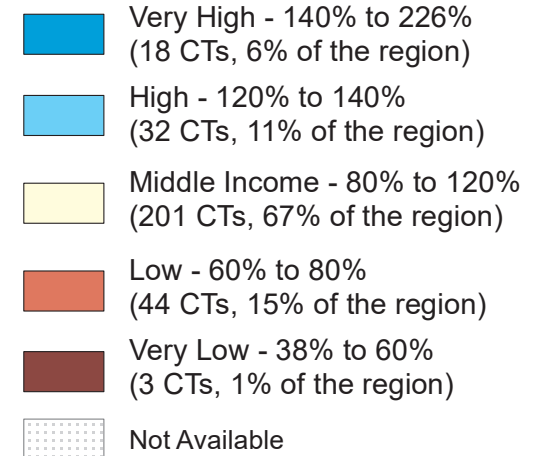 Very High - 140% to 226%
(18 CTs, 6% of the region)
High - 120% to 140%
(32 CTs, 11% of the region)
Middle Income - 80% to 120%
(201 CTs, 67% of the region)
Low - 60% to 80%
(44 CTs, 15% of the region)
Very Low - 38% to 60%
(3 CTs, 1% of the region)
Not Available